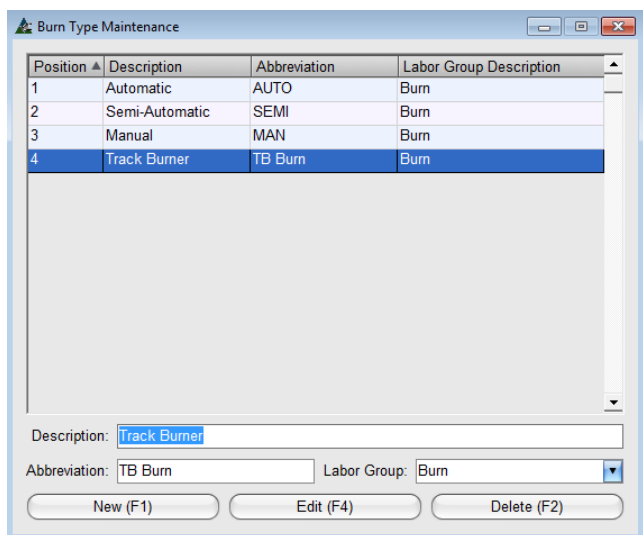 Burn Type Maintenance
Position Description Abbreviation Labor Group Description
1 Automatic AUTO Burn
2 Semi-Automatic SEMI Burn
3 Manual MAN Burn
4 Track Burner TB Burn Burn
Description: Track Burner
Abbreviation: TB Burn Labor Group: Burn
New (F1) Edit (F4) Delete (F2)